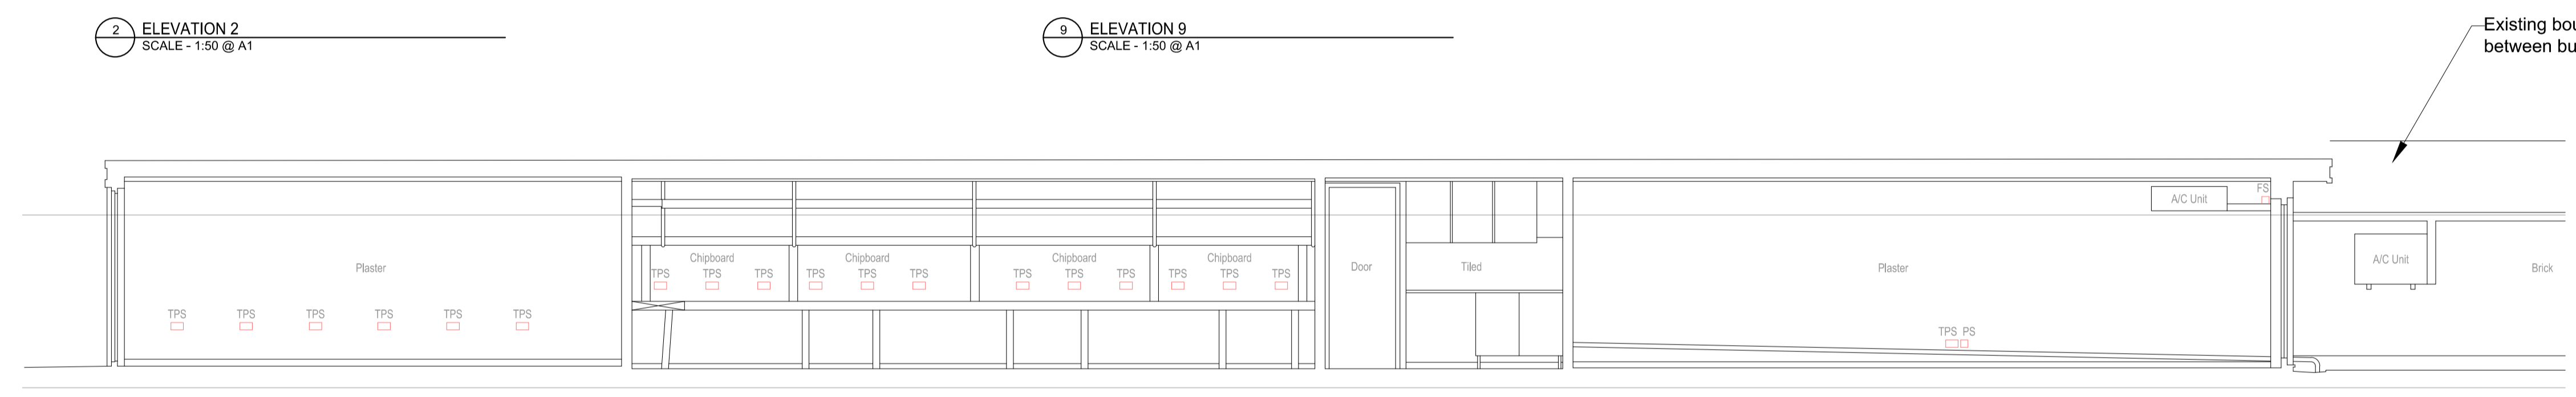 2
ELEVATION 2
SCALE - 1:50 @ A1
9
ELEVATION 9
SCALE - 1:50 @ A1
Existing bou
between bu
FS
A/C Unit
Chipboard Chipboard Chipboard Chipboard
Plaster
Door
Tiled
Plaster
A/C Unit
Brick
TPS TPS TPS TPS TPS TPS TPS TPS TPS TPS TPS TPS
TPS TPS TPS TPS TPS TPS
TPS PS